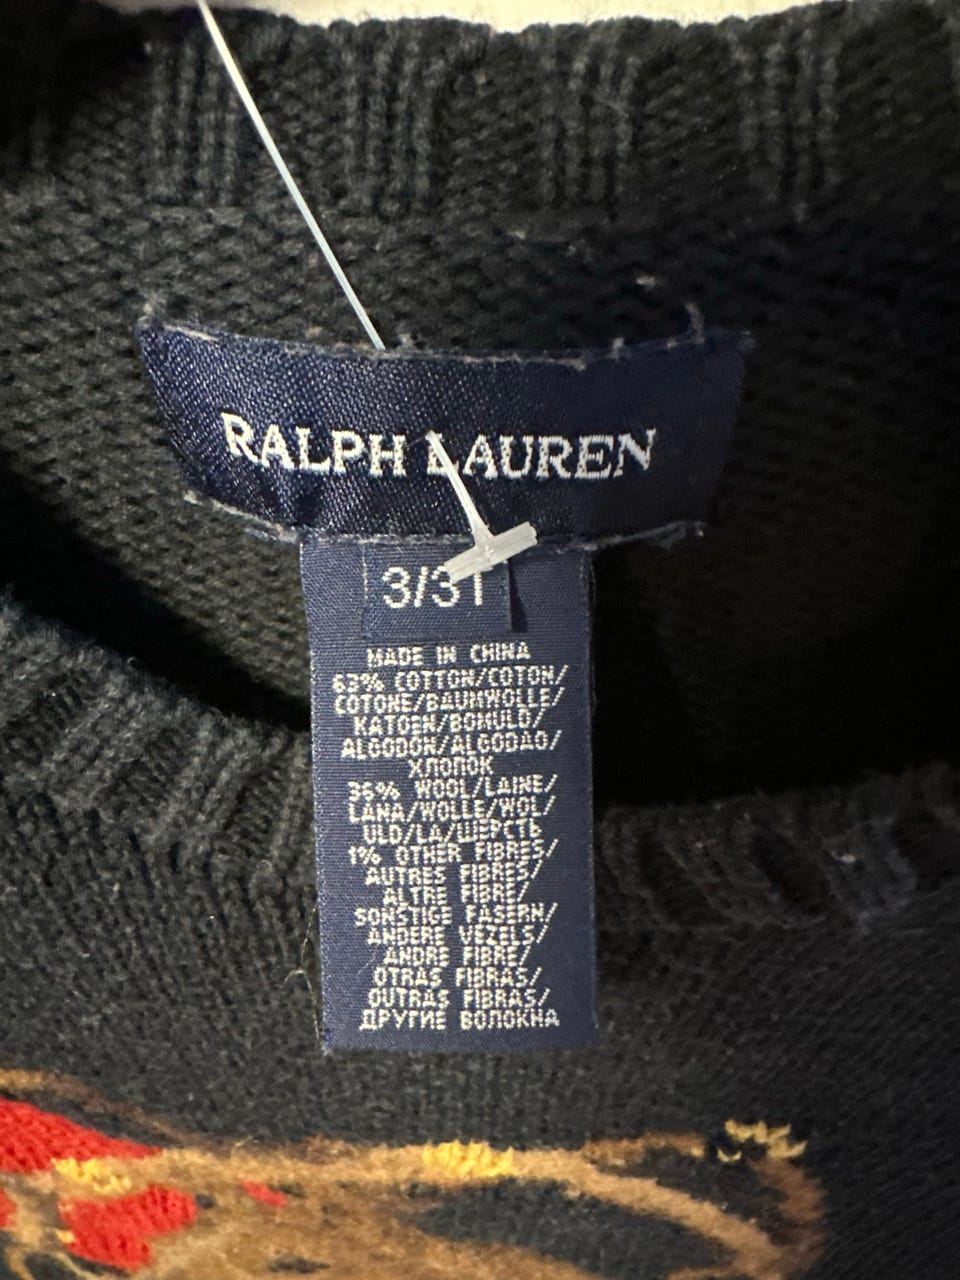 RALPH LAUREN
3/3T
MADE IN CHINA
63% COTTON/COTON/
COTONE/BAUMWOLLE/
KATOEN/BOMULD/
ALGODON/ALGODAO/
ХЛОПОК
36% WOOL/LAINE/
LANA/WOLLE/WOL/
ULD/LA/ШЕРСТЬ
1% OTHER FIBRES/
AUTRES FIBRES/
ALTRE FIBRE/
SONSTIGE FASERN/
ANDERE VEZELS/
ANDRE FIBRE/
OTRAS FIBRAS/
OUTRAS FIBRAS/
ДРУГИЕ ВОЛОКНА